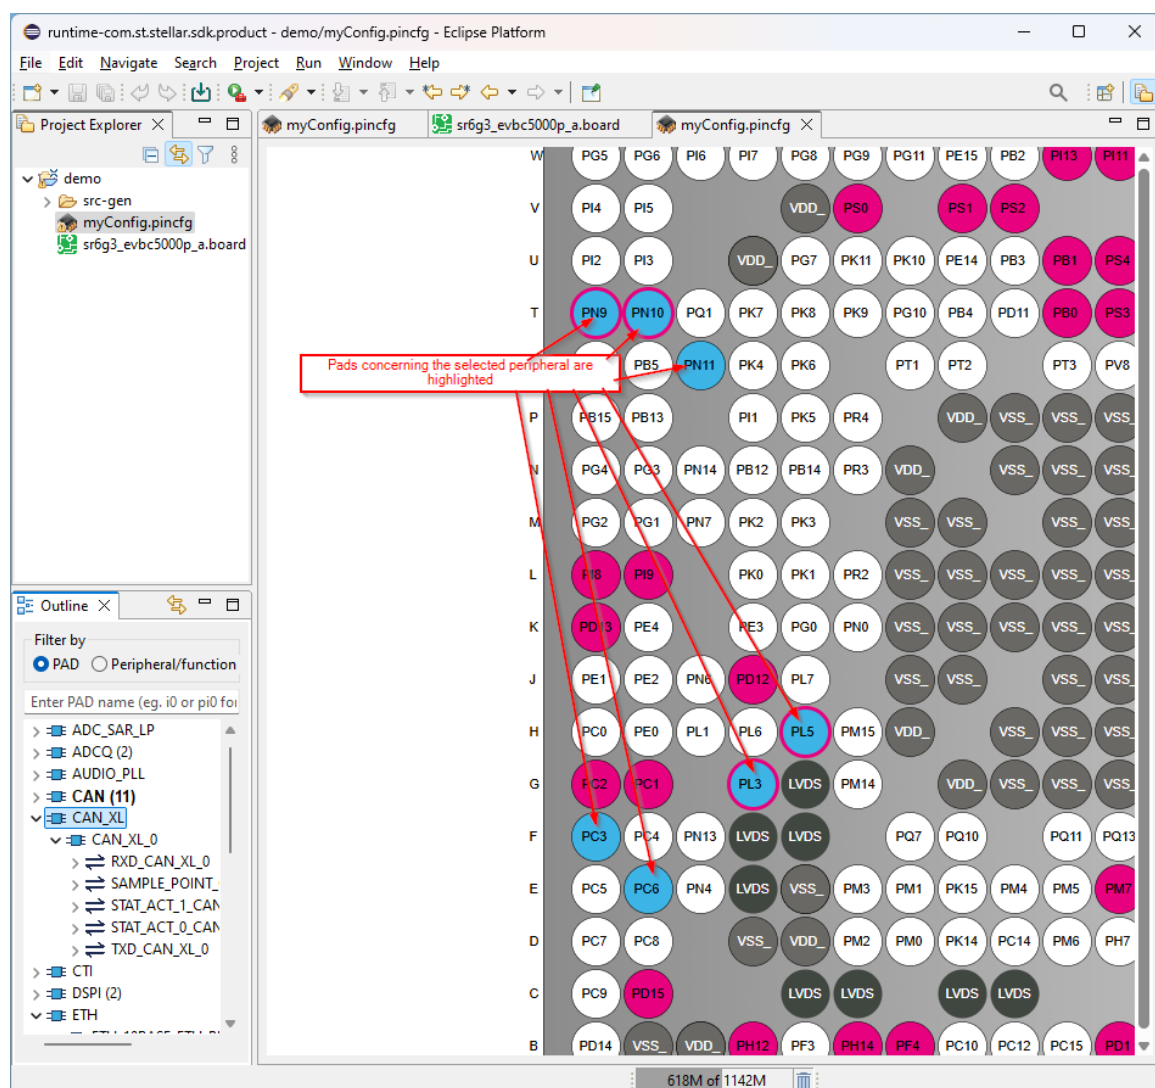 runtime-com.st.stellar.sdk.product - demo/myConfig.pincfg - Eclipse Platform
File Edit Navigate Search Project Run Window Help
Project Explorer
myConfig.pincfg
sr6g3_evbc5000p_a.board
myConfig.pincfg
demo
src-gen
myConfig.pincfg
sr6g3_evbc5000p_a.board
W PG5 PG6 PI6 PI7 PG8 PG9 PG11 PE15 PB2 PI13 PI11
V PI4 PI5 VDD_ PS0 PS1 PS2
U PI2 PI3 VDD_ PG7 PK11 PK10 PE14 PB3 PB1 PS4
T PN9 PN10 PQ1 PK7 PK8 PK9 PG10 PB4 PD11 PB0 PS3
Pads concerning the selected peripheral are
highlighted
PB5 PN11 PK4 PK6 PT1 PT2 PT3 PV8
P PB15 PB13 PI1 PK5 PR4 VDD_ VSS_ VSS_ VSS_
N PG4 PG3 PN14 PB12 PB14 PR3 VDD_ VSS_ VSS_ VSS_
M PG2 PG1 PN7 PK2 PK3 VSS_ VSS_ VSS_ VSS_
L PI8 PI9 PK0 PK1 PR2 VSS_ VSS_ VSS_ VSS_ VSS_
K PD13 PE4 PE3 PG0 PN0 VSS_ VSS_ VSS_ VSS_ VSS_
J PE1 PE2 PN6 PD12 PL7 VSS_ VSS_ VSS_ VSS_
H PC0 PE0 PL1 PL6 PL5 PM15 VDD_ VSS_ VSS_ VSS_
G PC2 PC1 PL3 LVDS PM14 VDD_ VSS_ VSS_ VSS_
F PC3 PC4 PN13 LVDS LVDS PQ7 PQ10 PQ11 PQ13
E PC5 PC6 PN4 LVDS VSS_ PM3 PM1 PK15 PM4 PM5 PM7
D PC7 PC8 VSS_ VDD_ PM2 PM0 PK14 PC14 PM6 PH7
C PC9 PD15 LVDS LVDS LVDS LVDS
B PD14 VSS_ VDD_ PH12 PF3 PH14 PF4 PC10 PC12 PC15 PD1
Outline
Filter by
PAD Peripheral/function
Enter PAD name (eg. i0 or pi0 for
ADC_SAR_LP
ADCQ (2)
AUDIO_PLL
CAN (11)
CAN_XL
CAN_XL_0
RXD_CAN_XL_0
SAMPLE_POINT_
STAT_ACT_1_CAN
STAT_ACT_0_CAN
TXD_CAN_XL_0
CTI
DSPI (2)
ETH
618M of 1142M